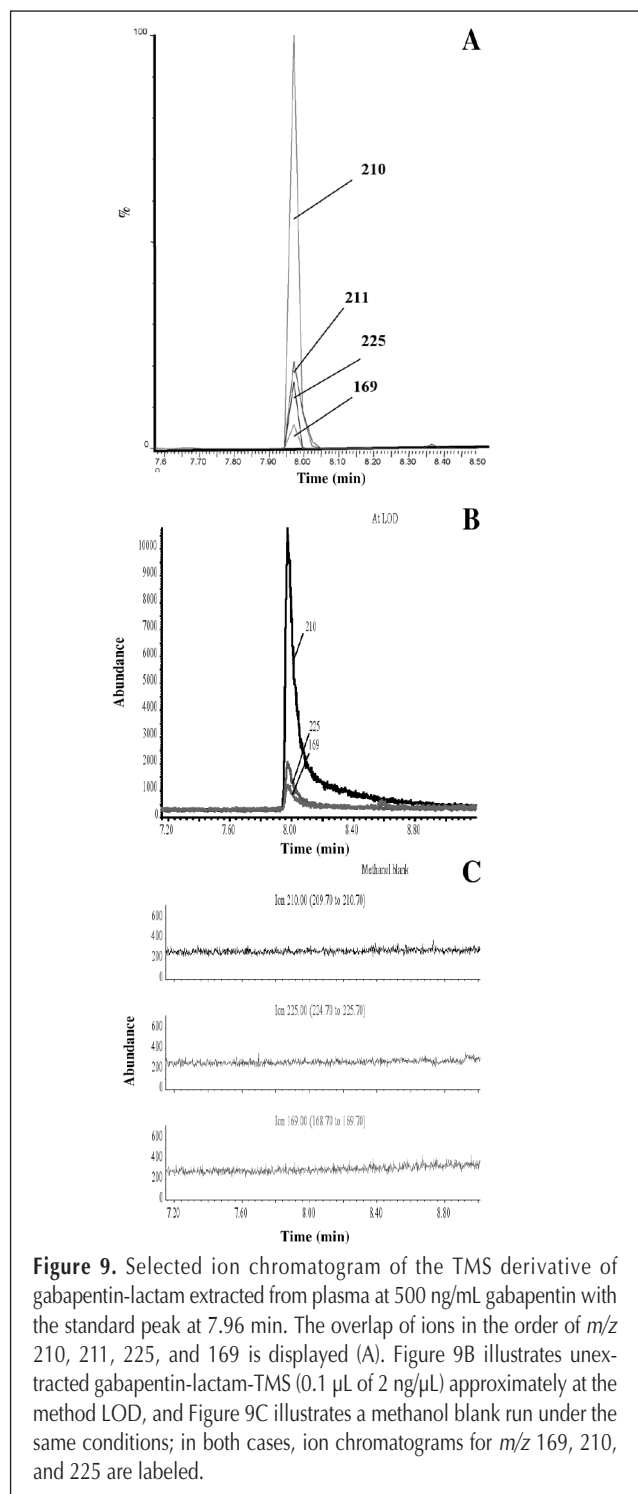 A
100
210
%
211
225
169
0
7.6
0
7.70 7.80 7.90 8.00 8.10 8.20 8.30 8.40 8.50
Time (min)
At LOD
B
10000
9000
8000
7000
6000
5000
4000
3000
2000
1000
0
Abundance
210
225
169
7.20 7.60 8.00 8.40 8.80
Time (min)
Methanol blank
C
Ion 210.00 (209.70 to 210.70)
600
400
200
0
Ion 225.00 (224.70 to 225.70)
600
400
200
0
Abundance
Ion 169.00 (168.70 to 169.70)
600
400
200
0
7.20 7.60 8.00 8.40 8.80
Time (min)
Figure 9. Selected ion chromatogram of the TMS derivative of
gabapentin-lactam extracted from plasma at 500 ng/mL gabapentin with
the standard peak at 7.96 min. The overlap of ions in the order of m/z
210, 211, 225, and 169 is displayed (A). Figure 9B illustrates unex-
tracted gabapentin-lactam-TMS (0.1 µL of 2 ng/µL) approximately at the
method LOD, and Figure 9C illustrates a methanol blank run under the
same conditions; in both cases, ion chromatograms for m/z 169, 210,
and 225 are labeled.